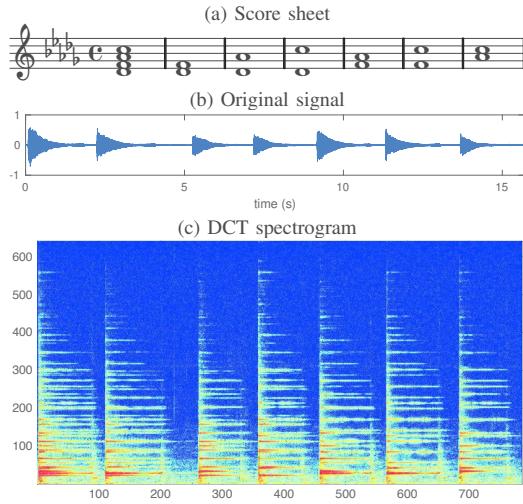 (a) Score sheet
(b) Original signal
1
0
-1
0 5 10 15
time (s)
(c) DCT spectrogram
600
500
400
300
200
100
100 200 300 400 500 600 700